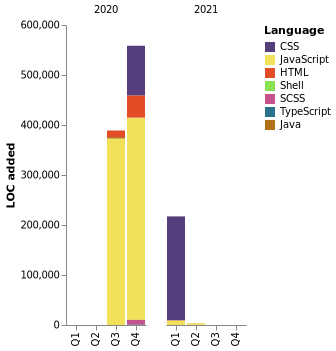 2020 2021
LOC added
600,000
500,000
400,000
300,000
200,000
100,000
0
Q1 Q2 Q3 Q4 Q1 Q2 Q3 Q4
Language
CSS
JavaScript
HTML
Shell
SCSS
TypeScript
Java